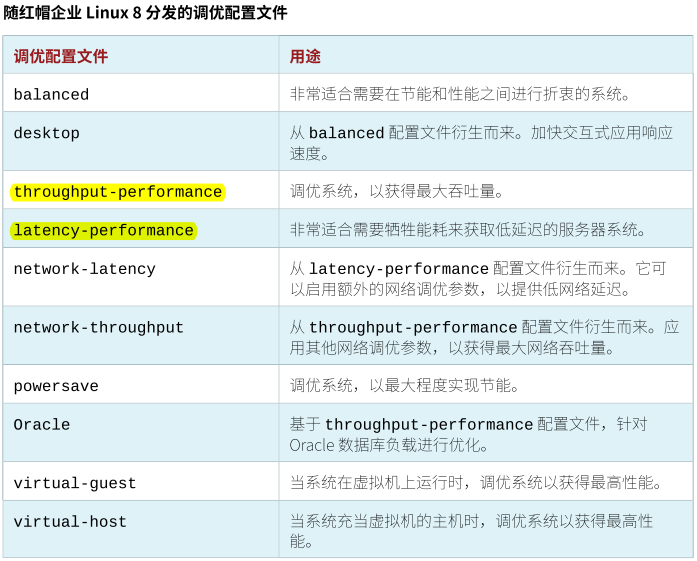 随红帽企业 Linux 8 分发的调优配置文件
调优配置文件 用途
balanced 非常适合需要在节能和性能之间进行折衷的系统。
desktop 从 balanced 配置文件衍生而来。加快交互式应用响应
速度。
throughput-performance 调优系统，以获得最大吞吐量。
latency-performance 非常适合需要牺牲能耗来获取低延迟的服务器系统。
network-latency 从 latency-performance 配置文件衍生而来。它可
以启用额外的网络调优参数，以提供低网络延迟。
network-throughput 从 throughput-performance 配置文件衍生而来。应
用其他网络调优参数，以获得最大网络吞吐量。
powersave 调优系统，以最大程度实现节能。
Oracle 基于 throughput-performance 配置文件，针对
Oracle 数据库负载进行优化。
virtual-guest 当系统在虚拟机上运行时，调优系统以获得最高性能。
virtual-host 当系统充当虚拟机的主机时，调优系统以获得最高性
能。